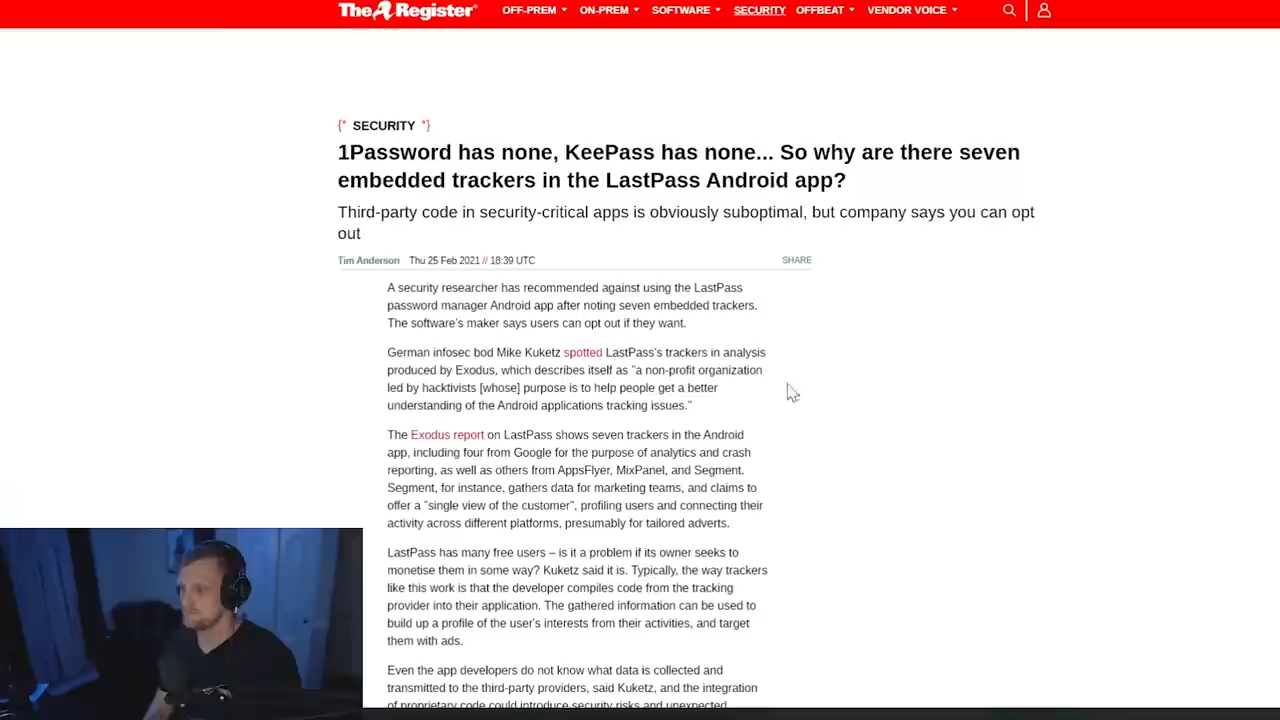 The Register
OFF-PREM ON-PREM SOFTWARE SECURITY OFFBEAT VENDOR VOICE
{* SECURITY *}
1Password has none, KeePass has none... So why are there seven
embedded trackers in the LastPass Android app?
Third-party code in security-critical apps is obviously suboptimal, but company says you can opt
out
Tim Anderson Thu 25 Feb 2021 // 18:39 UTC SHARE
A security researcher has recommended against using the LastPass
password manager Android app after noting seven embedded trackers.
The software's maker says users can opt out if they want.
German infosec bod Mike Kuketz spotted LastPass's trackers in analysis
produced by Exodus, which describes itself as "a non-profit organization
led by hacktivists [whose] purpose is to help people get a better
understanding of the Android applications tracking issues."
The Exodus report on LastPass shows seven trackers in the Android
app, including four from Google for the purpose of analytics and crash
reporting, as well as others from AppsFlyer, MixPanel, and Segment.
Segment, for instance, gathers data for marketing teams, and claims to
offer a "single view of the customer", profiling users and connecting their
activity across different platforms, presumably for tailored adverts.
LastPass has many free users – is it a problem if its owner seeks to
monetise them in some way? Kuketz said it is. Typically, the way trackers
like this work is that the developer compiles code from the tracking
provider into their application. The gathered information can be used to
build up a profile of the user's interests from their activities, and target
them with ads.
Even the app developers do not know what data is collected and
transmitted to the third-party providers, said Kuketz, and the integration
of proprietary code could introduce security risks and unexpected